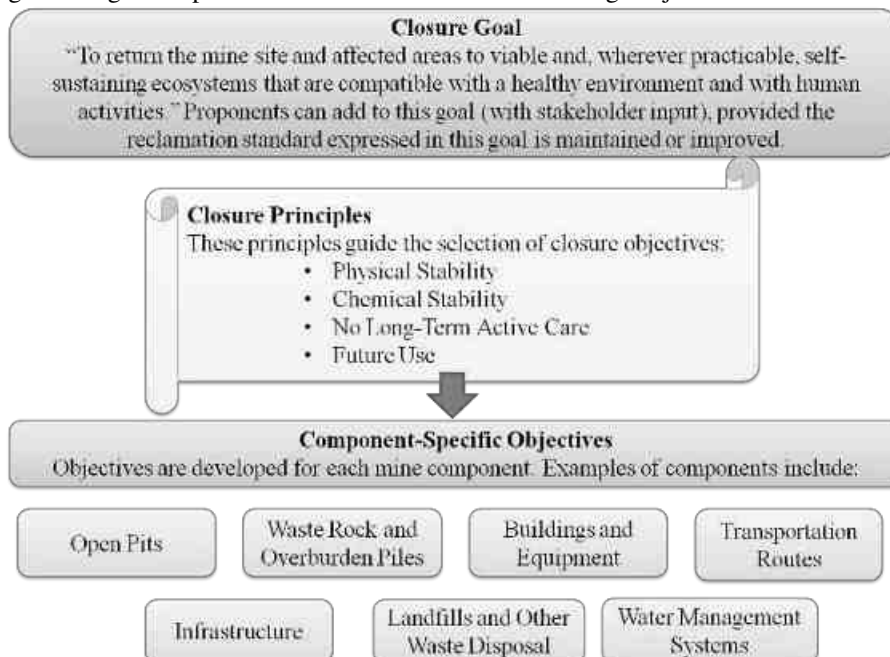 Closure Goal
“To return the mine site and affected areas to viable and, wherever practicable, self-
sustaining ecosystems that are compatible with a healthy environment and with human
activities.” Proponents can add to this goal (with stakeholder input), provided the
reclamation standard expressed in this goal is maintained or improved.
Closure Principles
These principles guide the selection of closure objectives:
• Physical Stability
• Chemical Stability
• No Long-Term Active Care
• Future Use
Component-Specific Objectives
Objectives are developed for each mine component. Examples of components include:
Open Pits
Waste Rock and
Overburden Piles
Buildings and
Equipment
Transportation
Routes
Infrastructure
Landfills and Other
Waste Disposal
Water Management
Systems